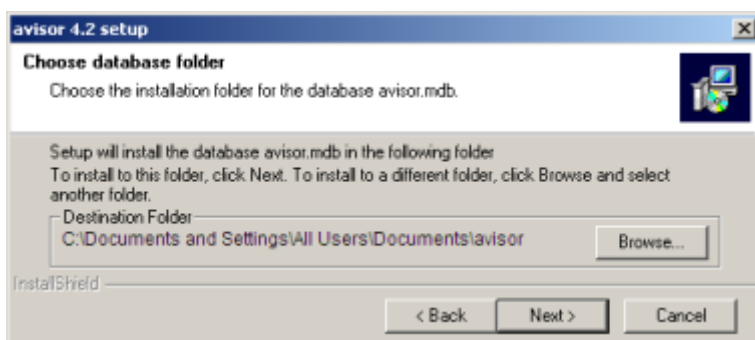 avisor 4.2 setup
Choose database folder
Choose the installation folder for the database avisor.mdb.
Setup will install the database avisor.mdb in the following folder
To install to this folder, click Next. To install to a different folder, click Browse and select
another folder.
Destination Folder
C:\Documents and Settings\All Users\Documents\avisor
Browse...
InstallShield
< Back
Next >
Cancel